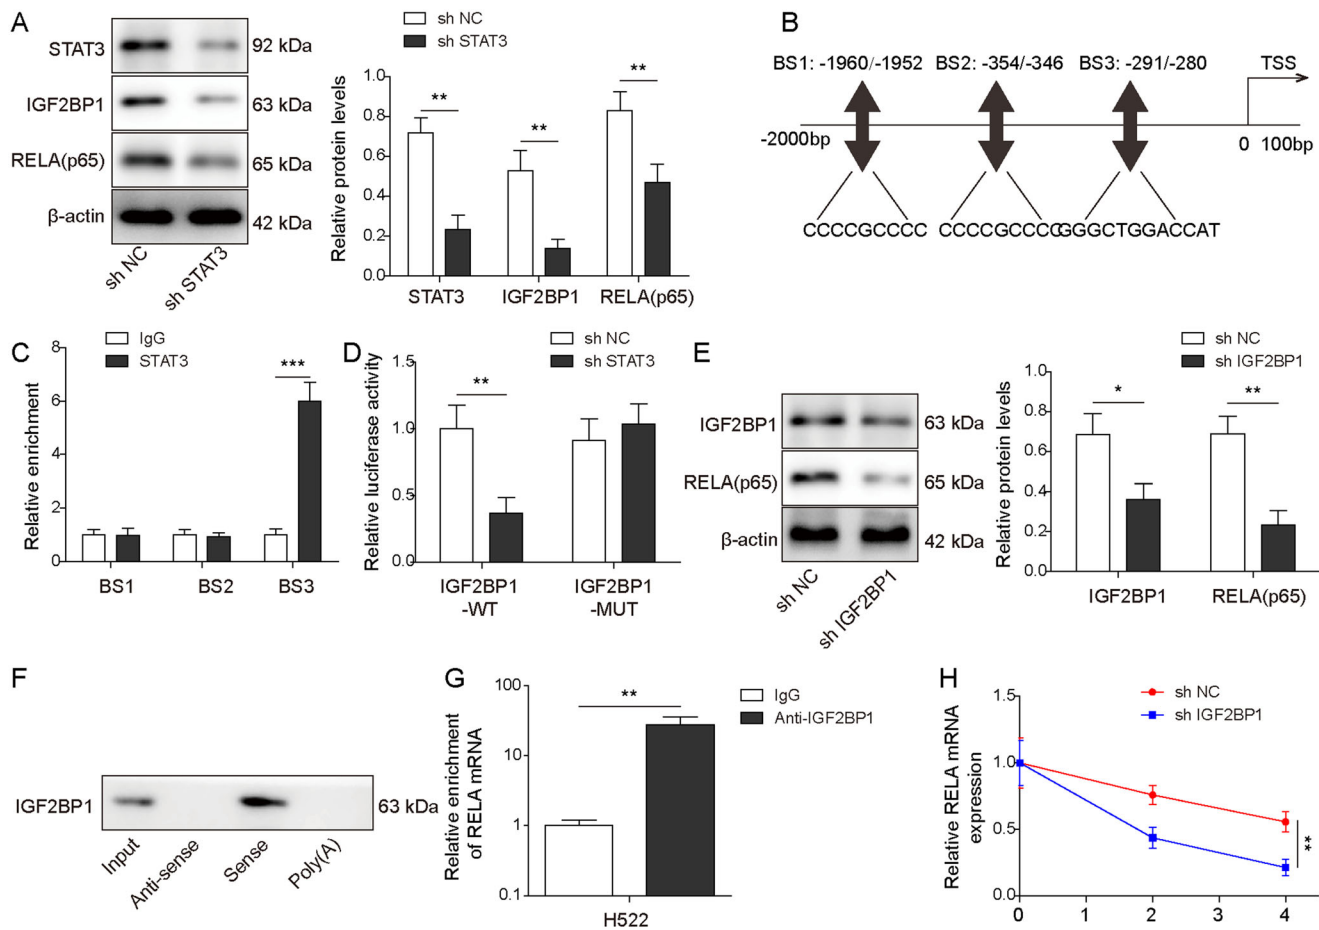 A
STAT3
92 kDa
IGF2BP1
63 kDa
RELA(p65)
65 kDa
β-actin
42 kDa
sh NC
sh STAT3
sh NC
sh STAT3
Relative protein levels
1.0
0.8
0.6
0.4
0.2
0.0
**
**
**
STAT3
IGF2BP1
RELA(p65)
B
BS1: -1960/-1952
BS2: -354/-346
BS3: -291/-280
TSS
-2000bp
0
100bp
CCCCGCCCC
CCCCGCCCC
GGGCTGGACCAT
C
IgG
STAT3
Relative enrichment
8
6
4
2
0
***
BS1
BS2
BS3
D
sh NC
sh STAT3
Relative luciferase activity
1.5
1.0
0.5
0.0
**
IGF2BP1
-WT
IGF2BP1
-MUT
E
IGF2BP1
63 kDa
RELA(p65)
65 kDa
β-actin
42 kDa
sh NC
sh IGF2BP1
sh NC
sh IGF2BP1
Relative protein levels
1.0
0.8
0.6
0.4
0.2
0.0
*
**
IGF2BP1
RELA(p65)
F
IGF2BP1
63 kDa
Input
Anti-sense
Sense
Poly(A)
G
IgG
Anti-IGF2BP1
Relative enrichment
of RELA mRNA
100
10
1
0.1
**
H522
H
sh NC
sh IGF2BP1
Relative RELA mRNA
expression
1.5
1.0
0.5
0.0
**
0
1
2
3
4